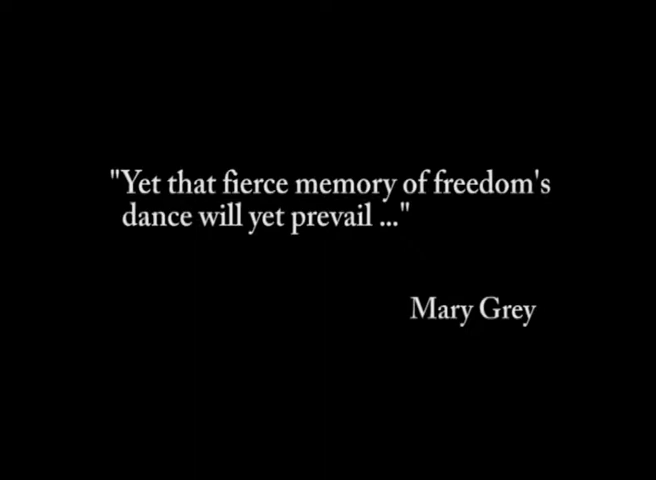 "Yet that fierce memory of freedom's
dance will yet prevail ..."
Mary Grey